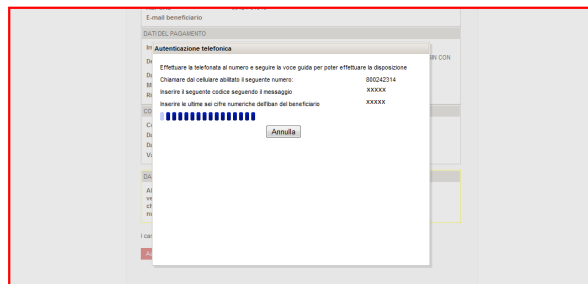 E-mail beneficiario
DATI DEL PAGAMENTO
Autenticazione telefonica
Effettuare la telefonata al numero e seguire la voce guida per poter effettuare la disposizione
Chiamare dal cellulare abilitato il seguente numero: 800242314
Inserire il seguente codice seguendo il messaggio XXXXX
Inserire le ultime sei cifre numeriche dell'iban del beneficiario XXXXX
Annulla